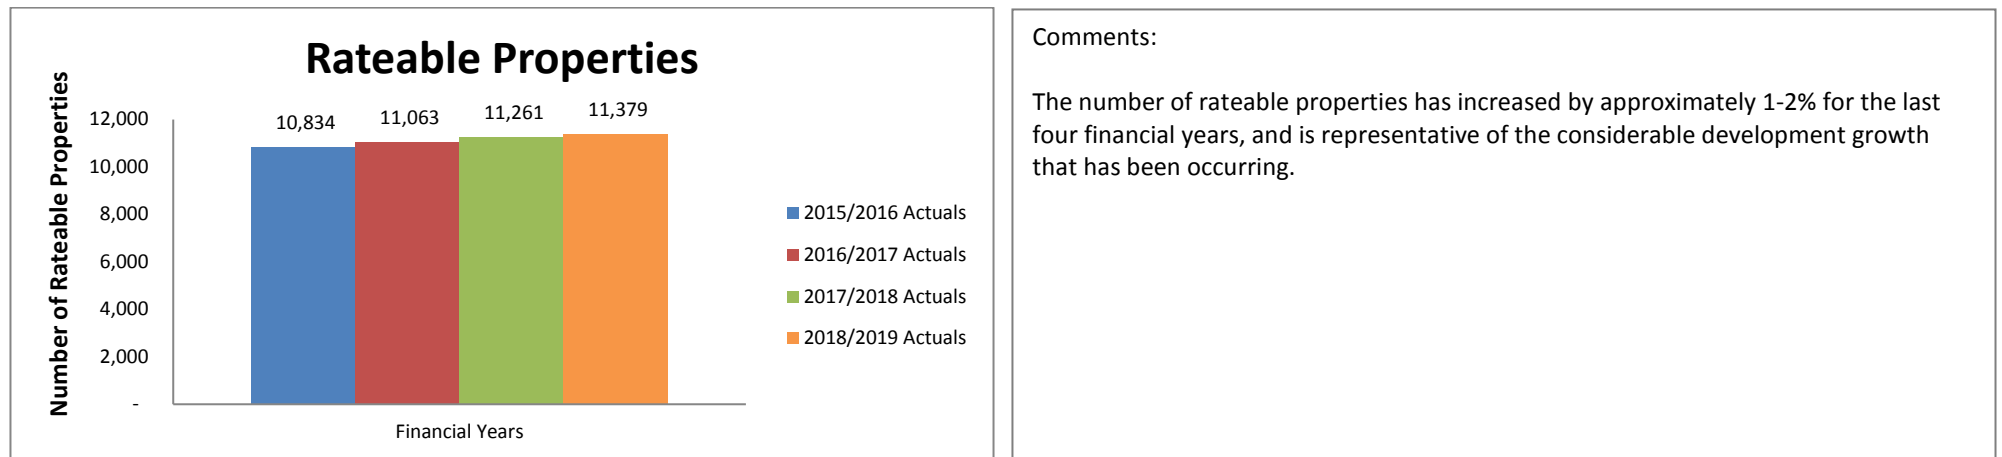 Rateable Properties
Number of Rateable Properties
12,000
10,000
8,000
6,000
4,000
2,000
-
10,834
11,063
11,261
11,379
Financial Years
2015/2016 Actuals
2016/2017 Actuals
2017/2018 Actuals
2018/2019 Actuals
Comments:
The number of rateable properties has increased by approximately 1-2% for the last
four financial years, and is representative of the considerable development growth
that has been occurring.